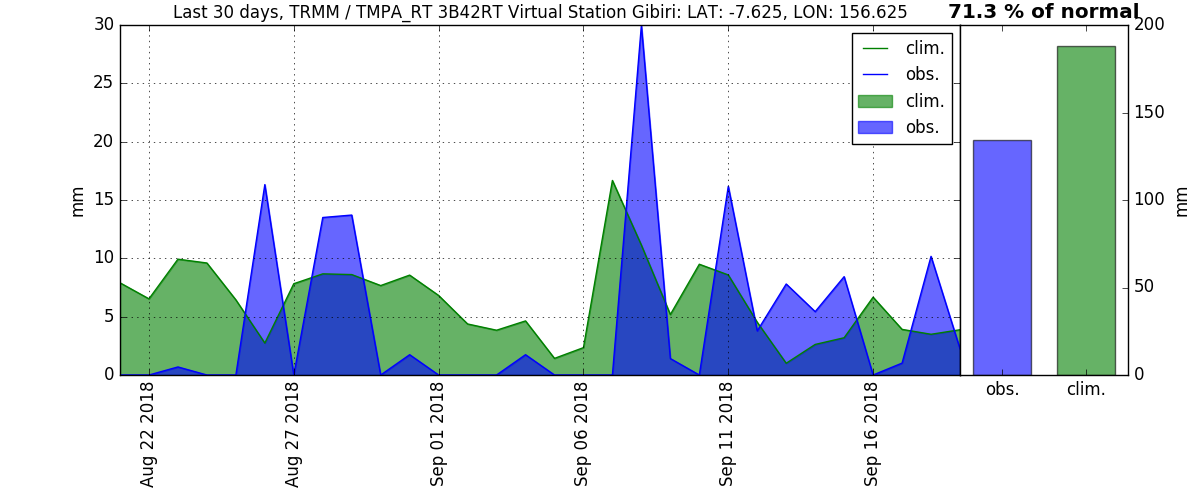 Last 30 days, TRMM / TMPA_RT 3B42RT Virtual Station Gibiri: LAT: -7.625, LON: 156.625
71.3 % of normal
30
25
20
15
10
5
0
mm
clim.
obs.
clim.
obs.
200
150
100
50
0
mm
obs.
clim.
Aug 22 2018
Aug 27 2018
Sep 01 2018
Sep 06 2018
Sep 11 2018
Sep 16 2018